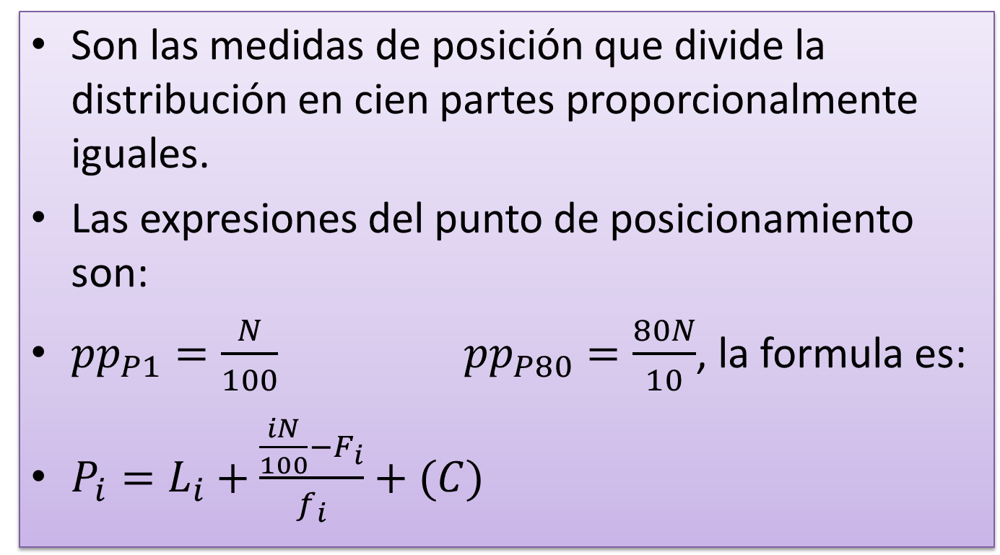 • Son las medidas de posición que divide la
distribución en cien partes proporcionalmente
iguales.
• Las expresiones del punto de posicionamiento
son:
• $pp_{P1} = \frac{N}{100}$ $pp_{P80} = \frac{80N}{10}$, la formula es:
• $P_i = L_i + \frac{\frac{iN}{100} - F_i}{f_i} + (C)$